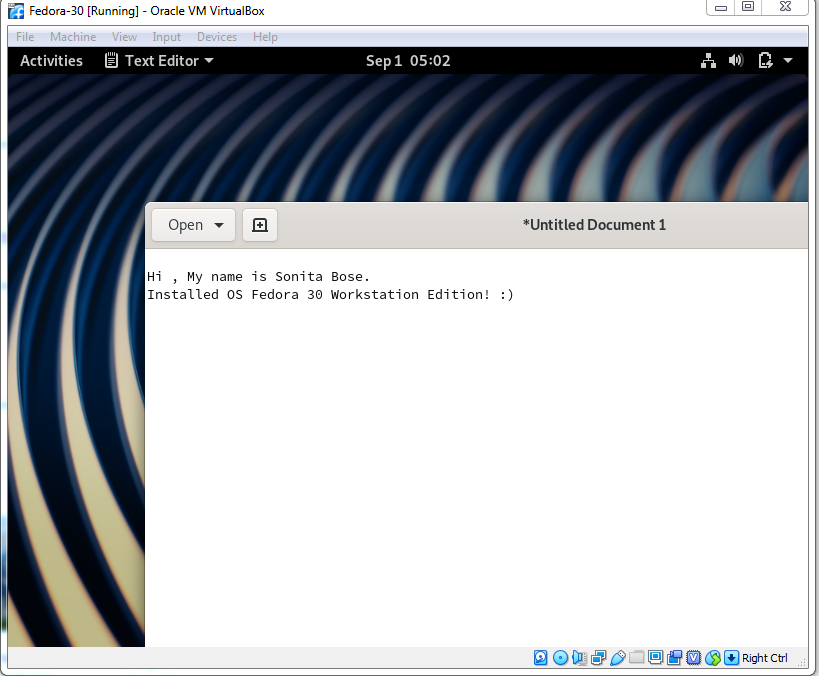 Fedora-30 [Running] - Oracle VM VirtualBox
File Machine View Input Devices Help
Activities Text Editor Sep 1 05:02
Open *Untitled Document 1
Hi , My name is Sonita Bose.
Installed OS Fedora 30 Workstation Edition! :)
Right Ctrl